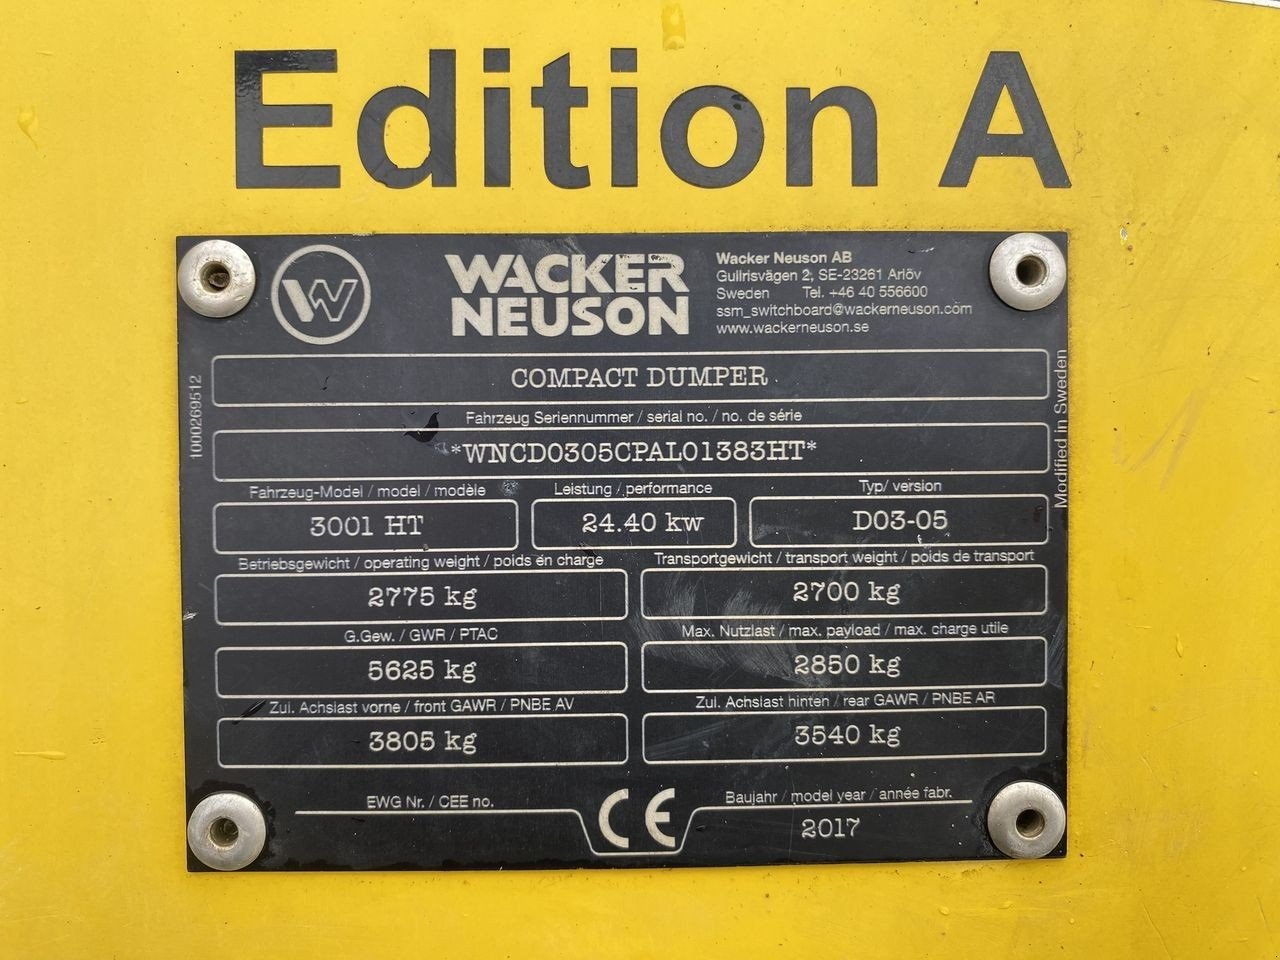 Edition A
W
WACKER
NEUSON
Wacker Neuson AB
Gullrisvägen 2, SE-23261 Arlöv
Sweden Tel. +46 40 556600
ssm_switchboard@wackerneuson.com
www.wackerneuson.se
1000269512
Modified in Sweden
COMPACT DUMPER
Fahrzeug Seriennummer / serial no. / no. de série
*WNCD0305CPAL01383HT*
Fahrzeug-Model / model / modèle
3001 HT
Leistung / performance
24.40 kw
Typ/ version
D03-05
Betriebsgewicht / operating weight / poids en charge
2775 kg
Transportgewicht / transport weight / poids de transport
2700 kg
G.Gew. / GWR / PTAC
5625 kg
Max. Nutzlast / max. payload / max. charge utile
2850 kg
Zul. Achslast vorne / front GAWR / PNBE AV
3805 kg
Zul. Achslast hinten / rear GAWR / PNBE AR
3540 kg
EWG Nr. / CEE no.
CE
Baujahr / model year / année fabr.
2017